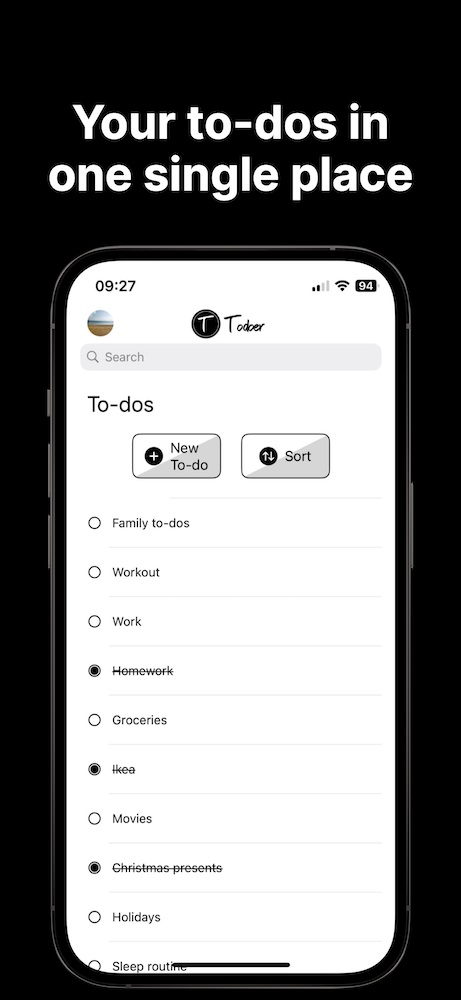 Your to-dos in
one single place
09:27
94
T Todoer
Search
To-dos
New
To-do
Sort
Family to-dos
Workout
Work
Homework
Groceries
Ikea
Movies
Christmas presents
Holidays
Sleep routine